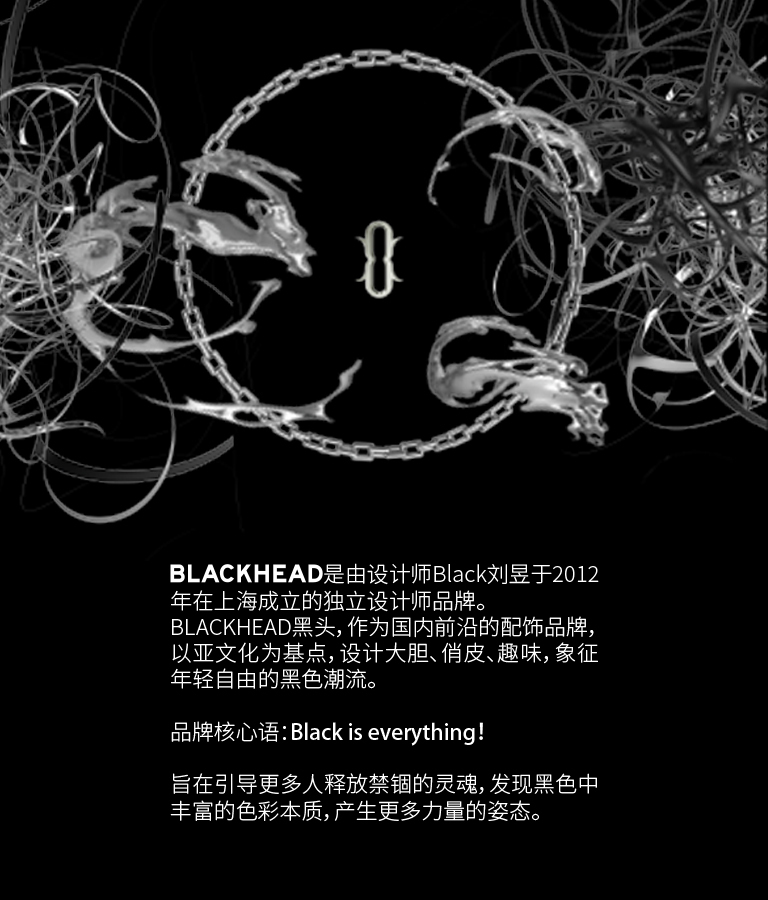 BLACKHEAD是由设计师Black刘昱于2012
年在上海成立的独立设计师品牌。
BLACKHEAD黑头，作为国内前沿的配饰品牌，
以亚文化为基点，设计大胆、俏皮、趣味，象征
年轻自由的黑色潮流。
品牌核心语：Black is everything！
旨在引导更多人释放禁锢的灵魂，发现黑色中
丰富的色彩本质，产生更多力量的姿态。